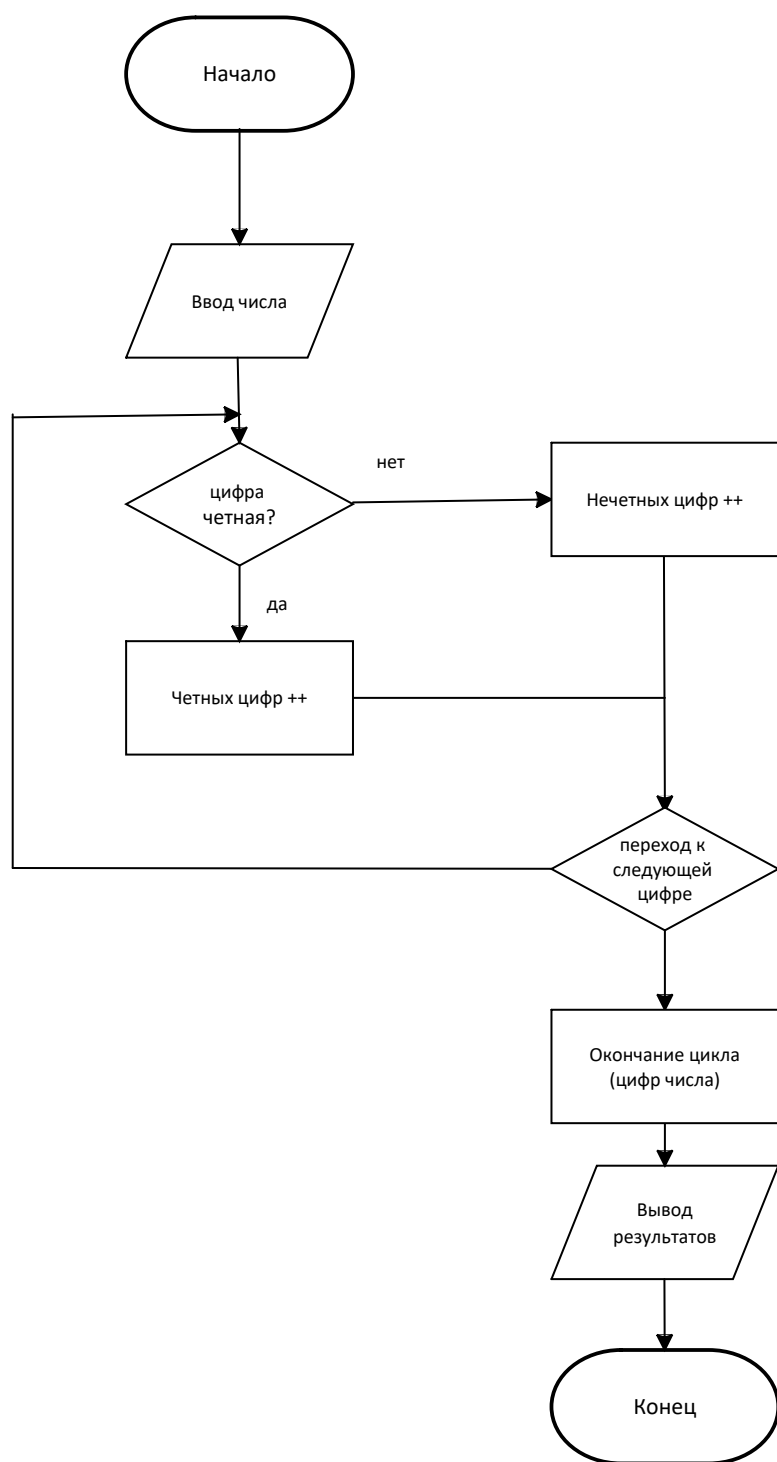 Начало
Ввод числа
цифра
четная?
нет
Нечетных цифр ++
да
Четных цифр ++
переход к
следующей
цифре
Окончание цикла
(цифр числа)
Вывод
результатов
Конец